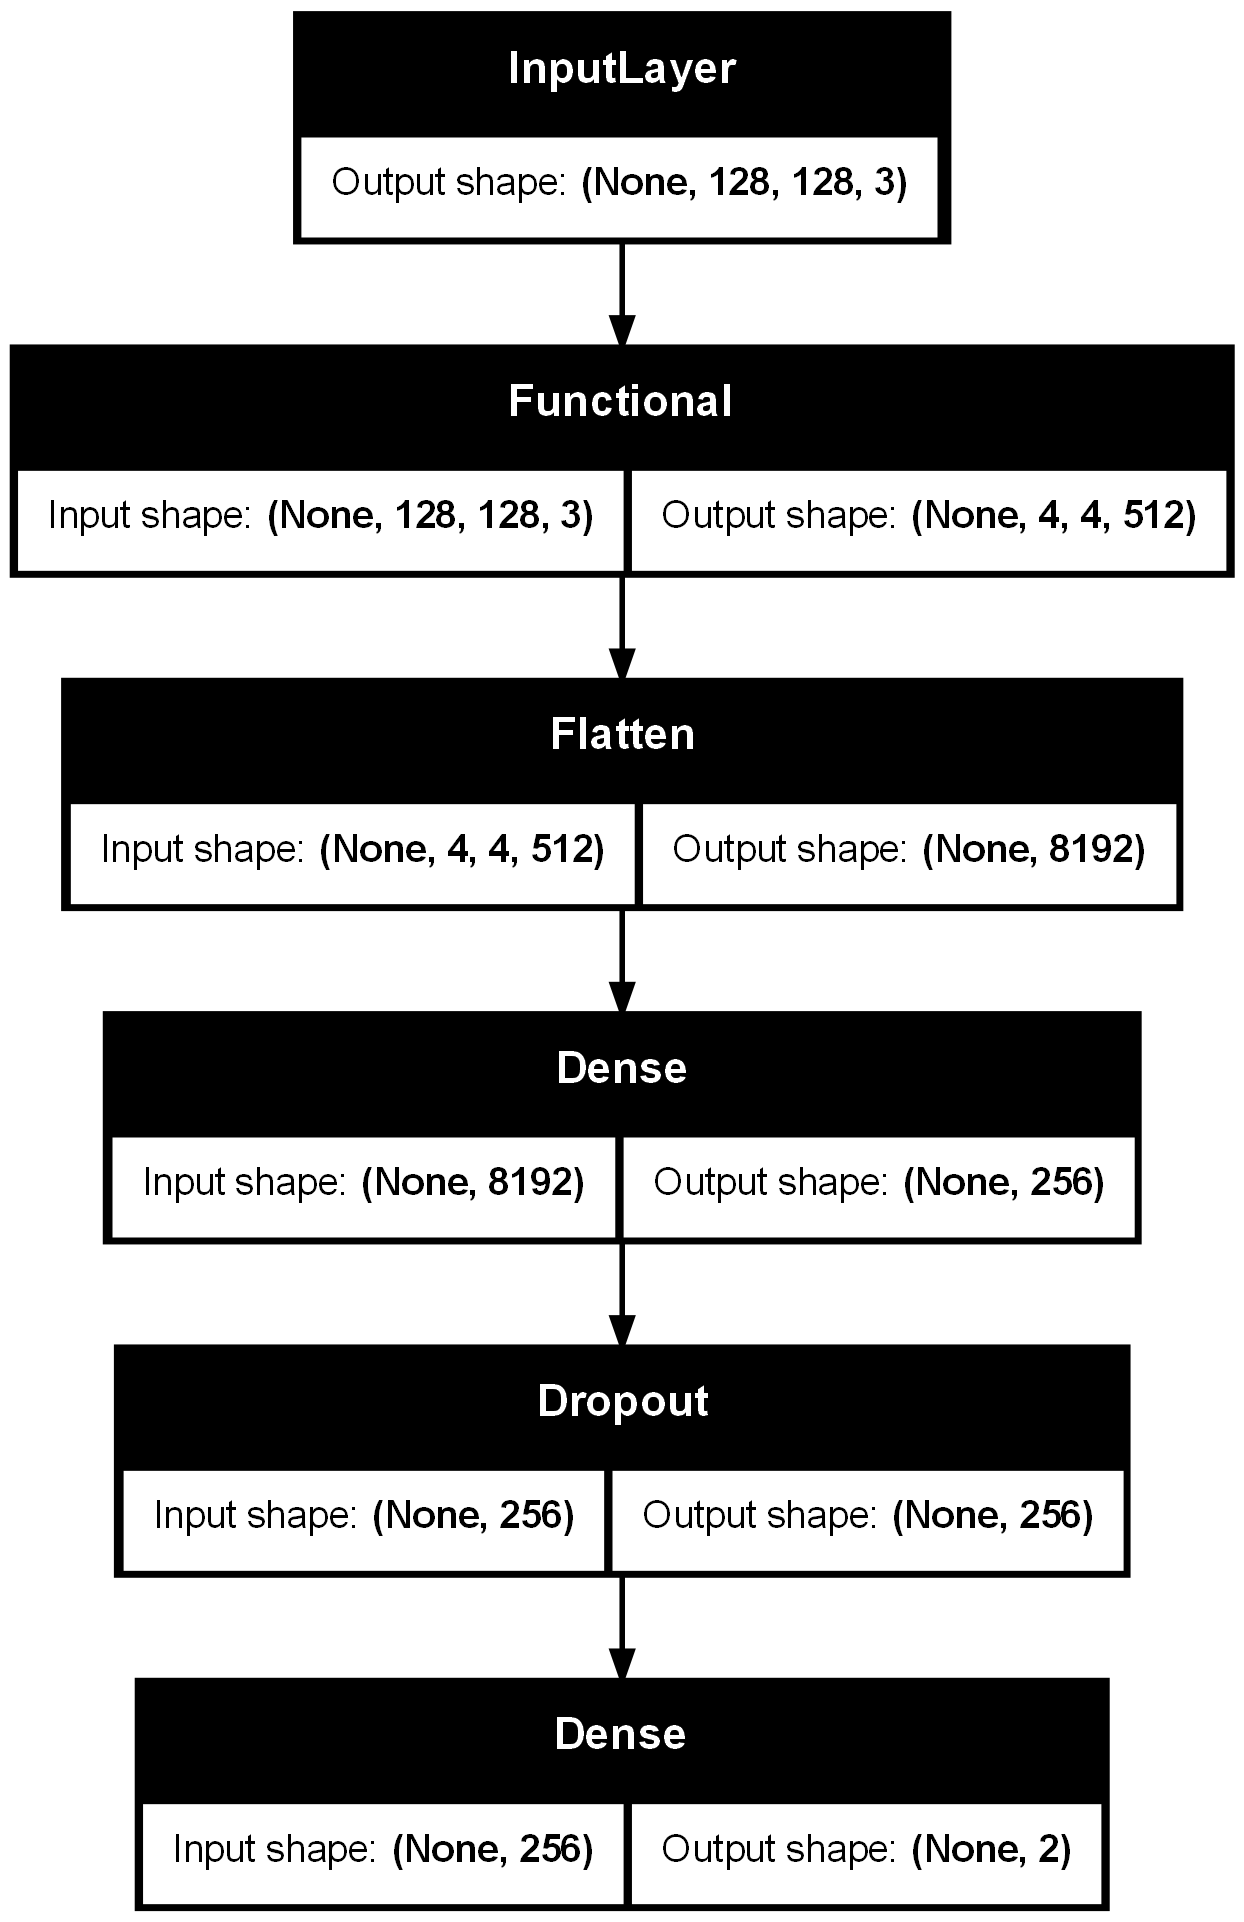 InputLayer
Output shape: (None, 128, 128, 3)
Functional
Input shape: (None, 128, 128, 3) Output shape: (None, 4, 4, 512)
Flatten
Input shape: (None, 4, 4, 512) Output shape: (None, 8192)
Dense
Input shape: (None, 8192) Output shape: (None, 256)
Dropout
Input shape: (None, 256) Output shape: (None, 256)
Dense
Input shape: (None, 256) Output shape: (None, 2)